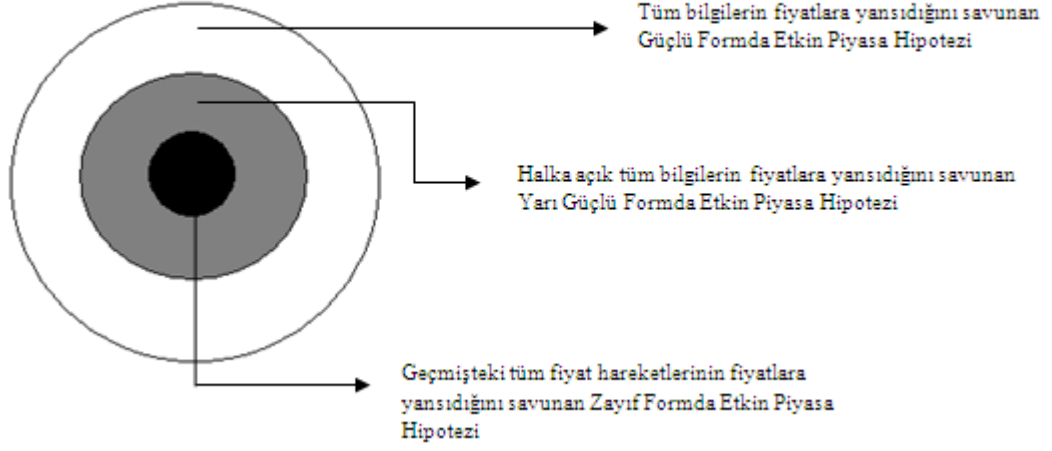 Tüm bilgilerin fiyatlara yansıdığını savunan
Güçlü Formda Etkin Piyasa Hipotezi
Halka açık tüm bilgilerin fiyatlara yansıdığını savunan
Yarı Güçlü Formda Etkin Piyasa Hipotezi
Geçmişteki tüm fiyat hareketlerinin fiyatlara
yansıdığını savunan Zayıf Formda Etkin Piyasa
Hipotezi